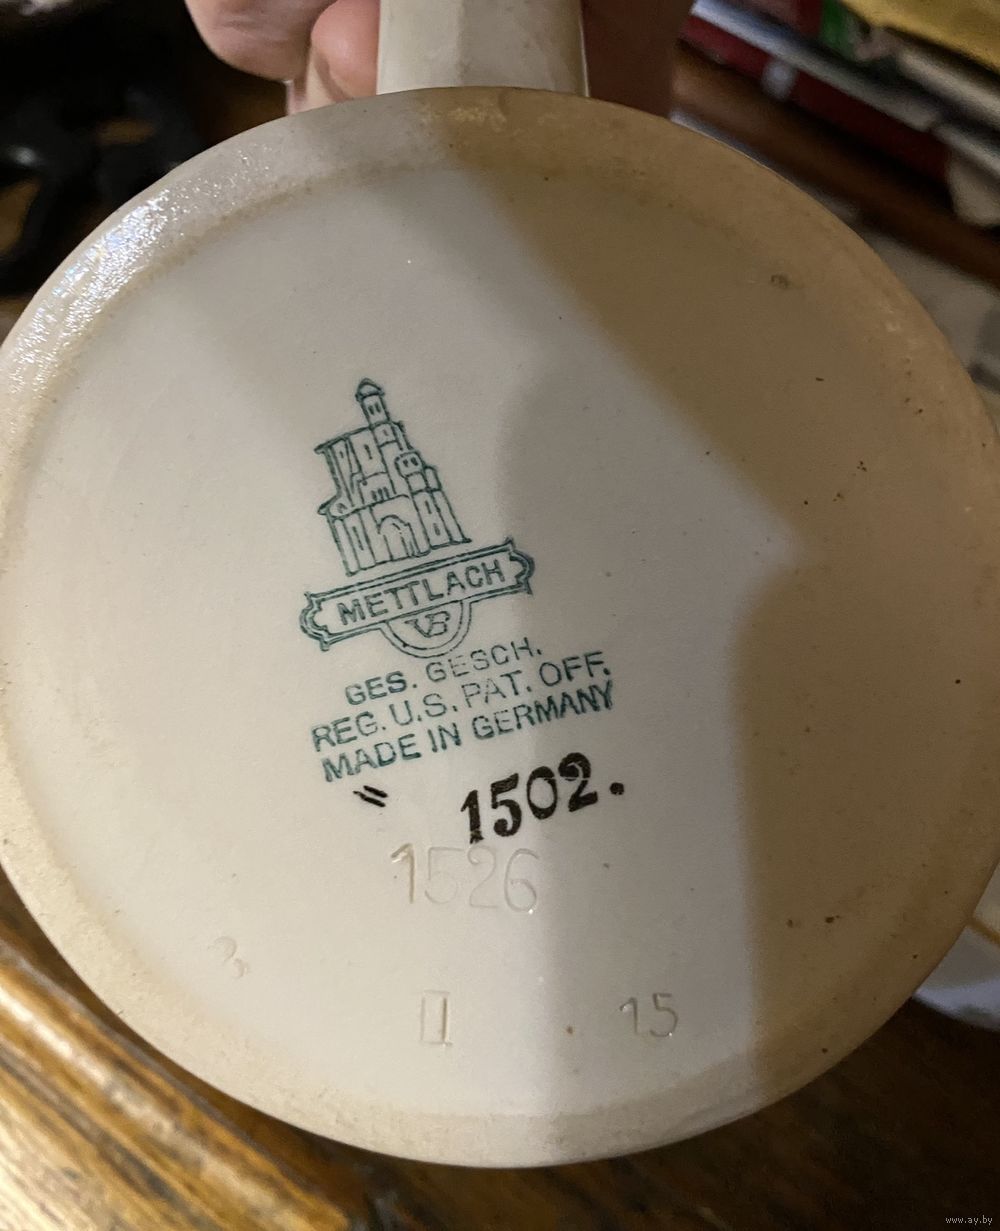 METTLACH
VB
GES. GESCH.
REG. U.S. PAT. OFF.
MADE IN GERMANY
" 1502.
1526
II 15
www.ay.by